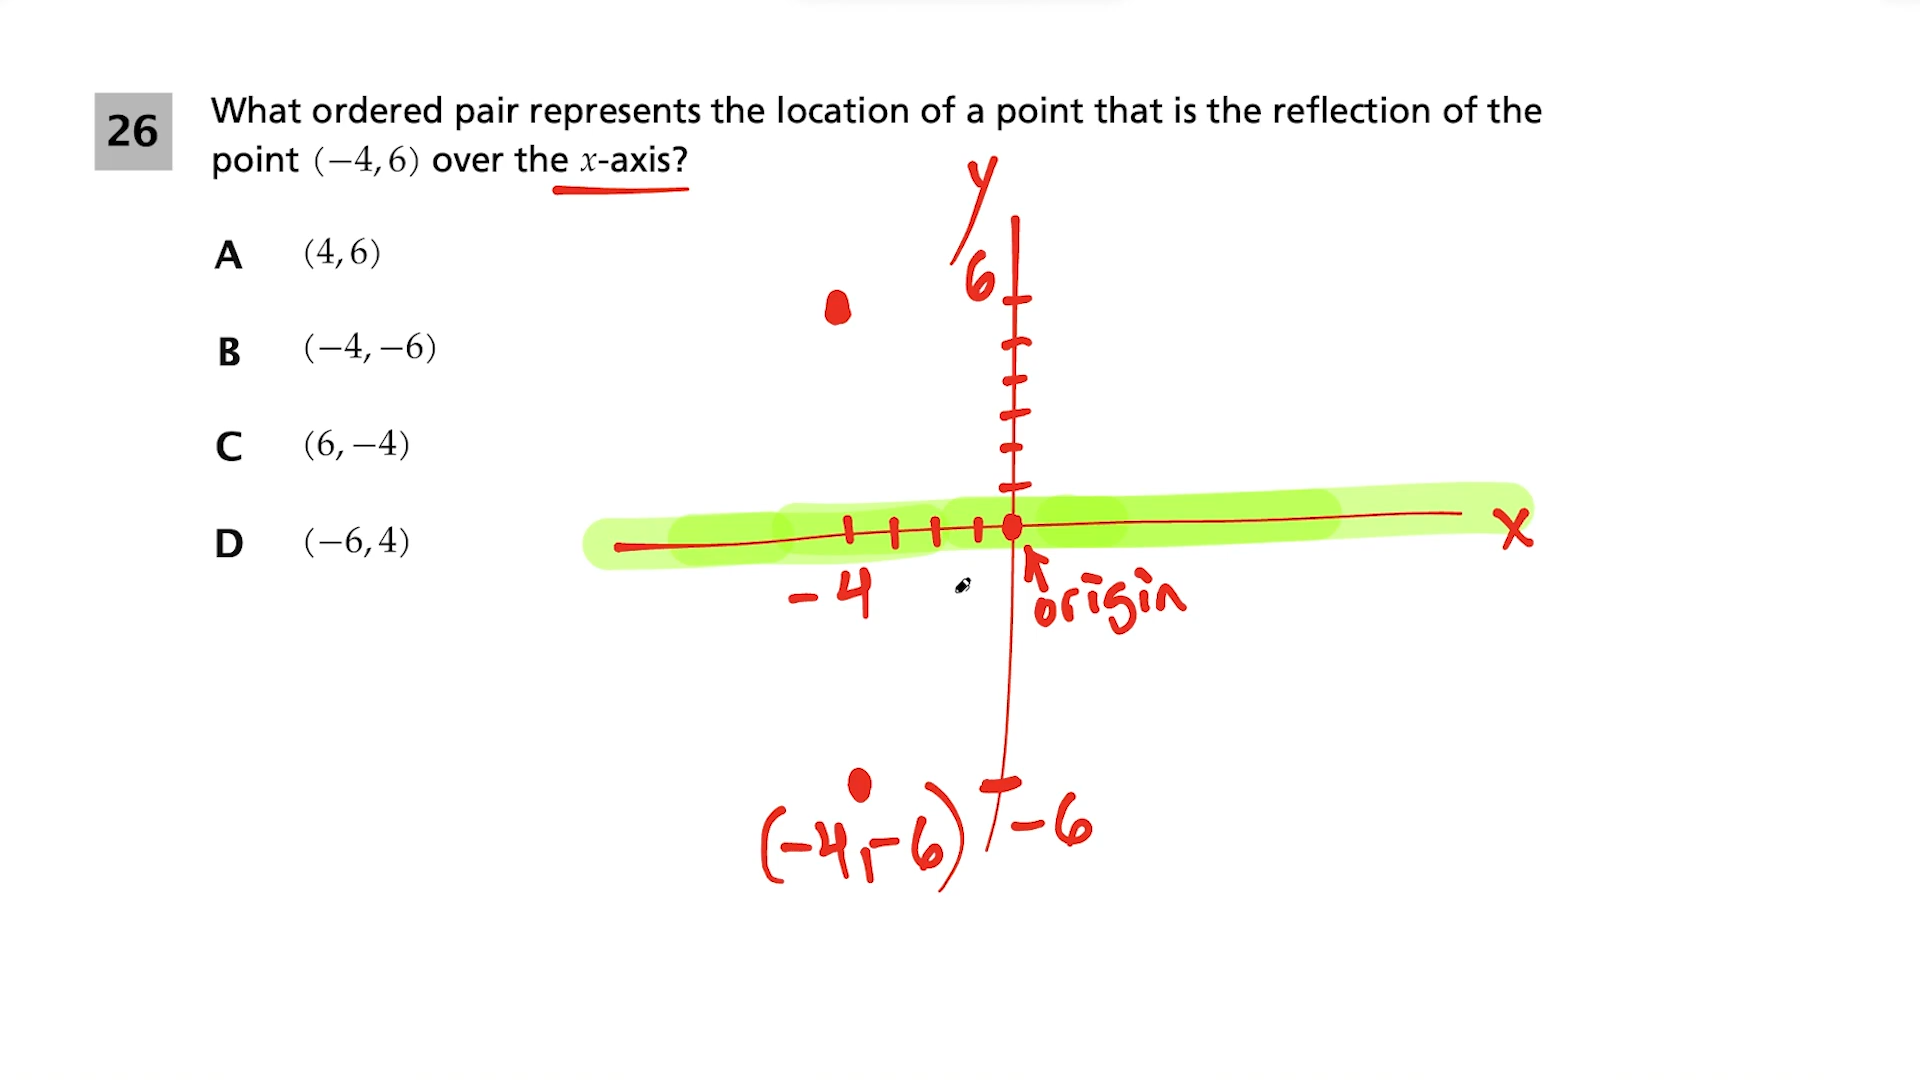 26 What ordered pair represents the location of a point that is the reflection of the
point (−4, 6) over the x-axis?
A (4, 6)
B (−4, −6)
C (6, −4)
D (−6, 4)
y
6
x
-4
origin
(-4,-6)
-6